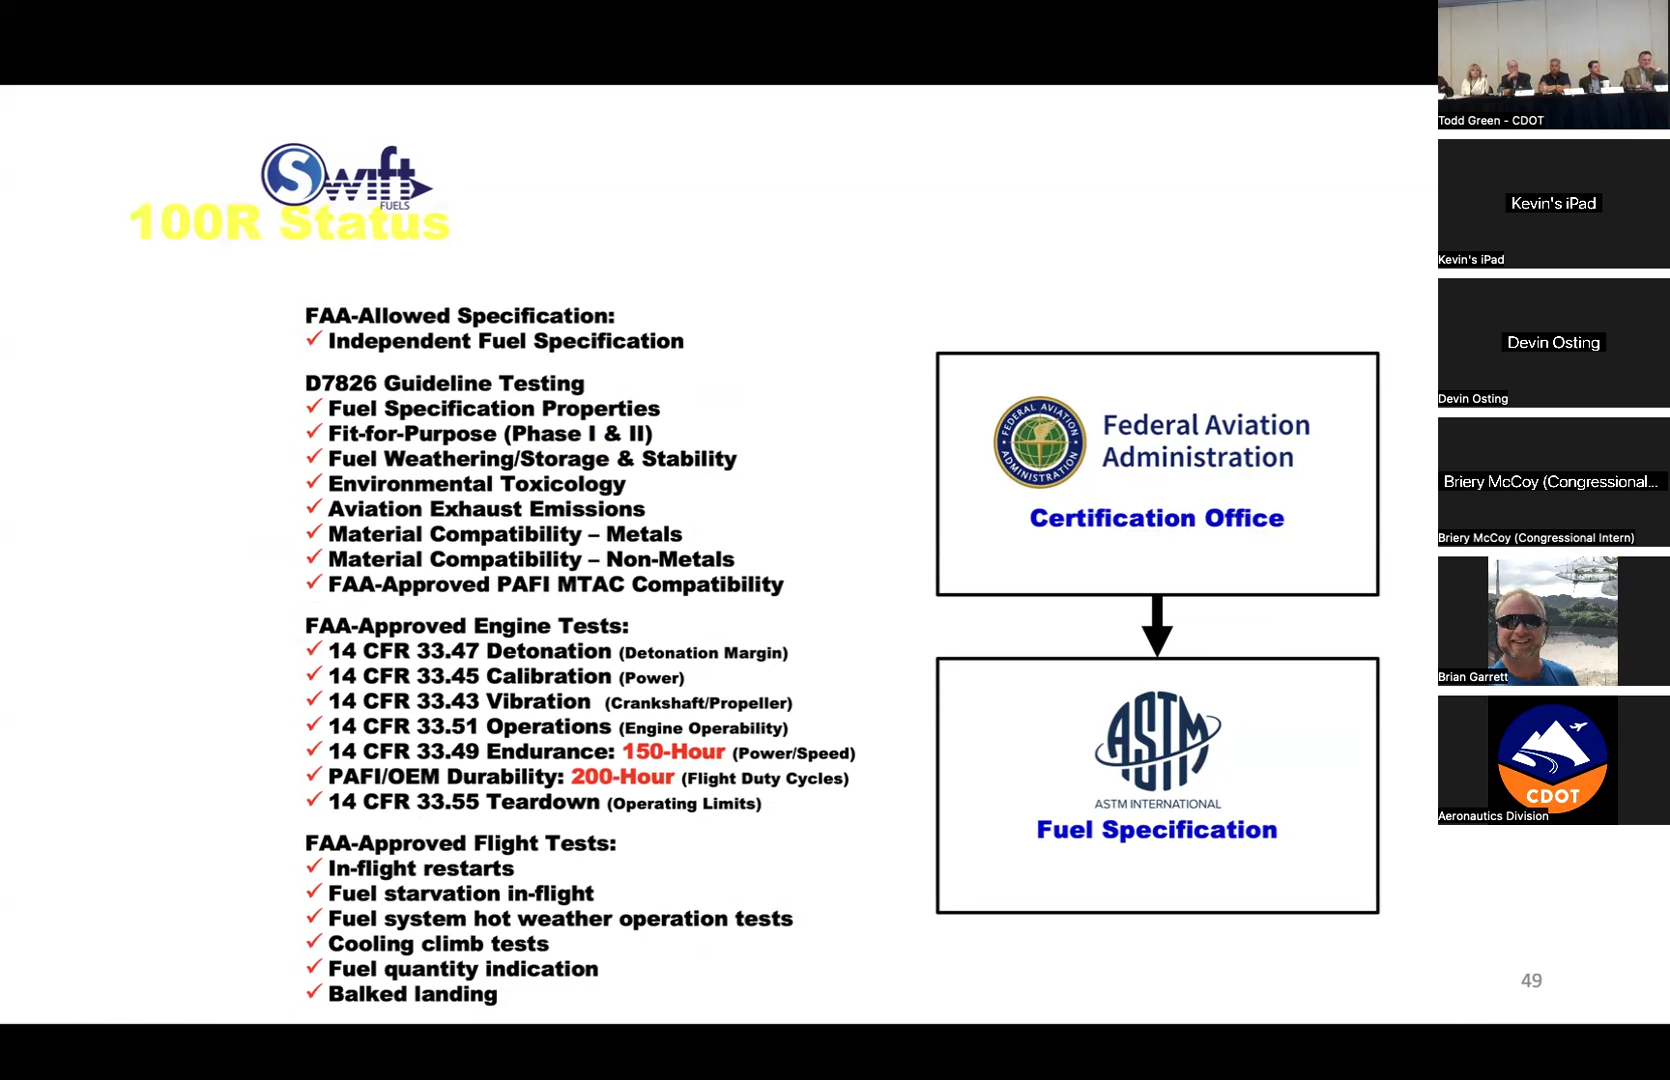 Swift
FUELS
100R Status
FAA-Allowed Specification:
✓ Independent Fuel Specification
D7826 Guideline Testing
✓ Fuel Specification Properties
✓ Fit-for-Purpose (Phase I & II)
✓ Fuel Weathering/Storage & Stability
✓ Environmental Toxicology
✓ Aviation Exhaust Emissions
✓ Material Compatibility – Metals
✓ Material Compatibility – Non-Metals
✓ FAA-Approved PAFI MTAC Compatibility
FAA-Approved Engine Tests:
✓ 14 CFR 33.47 Detonation (Detonation Margin)
✓ 14 CFR 33.45 Calibration (Power)
✓ 14 CFR 33.43 Vibration (Crankshaft/Propeller)
✓ 14 CFR 33.51 Operations (Engine Operability)
✓ 14 CFR 33.49 Endurance: 150-Hour (Power/Speed)
✓ PAFI/OEM Durability: 200-Hour (Flight Duty Cycles)
✓ 14 CFR 33.55 Teardown (Operating Limits)
FAA-Approved Flight Tests:
✓ In-flight restarts
✓ Fuel starvation in-flight
✓ Fuel system hot weather operation tests
✓ Cooling climb tests
✓ Fuel quantity indication
✓ Balked landing
FEDERAL AVIATION
ADMINISTRATION
Federal Aviation
Administration
Certification Office
ASTM
ASTM INTERNATIONAL
Fuel Specification
49
Todd Green - CDOT
Kevin's iPad
Kevin's iPad
Devin Osting
Devin Osting
Briery McCoy (Congressional...
Briery McCoy (Congressional Intern)
Brian Garrett
CDOT
Aeronautics Division